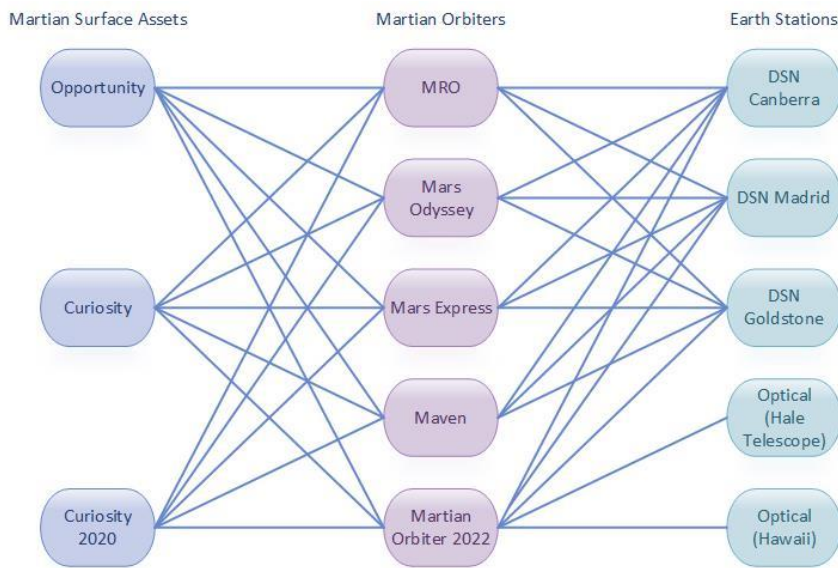 Martian Surface Assets
Martian Orbiters
Earth Stations
Opportunity
MRO
DSN
Canberra
Mars
Odyssey
DSN Madrid
Curiosity
Mars Express
DSN
Goldstone
Maven
Optical
(Hale
Telescope)
Curiosity
2020
Martian
Orbiter 2022
Optical
(Hawaii)